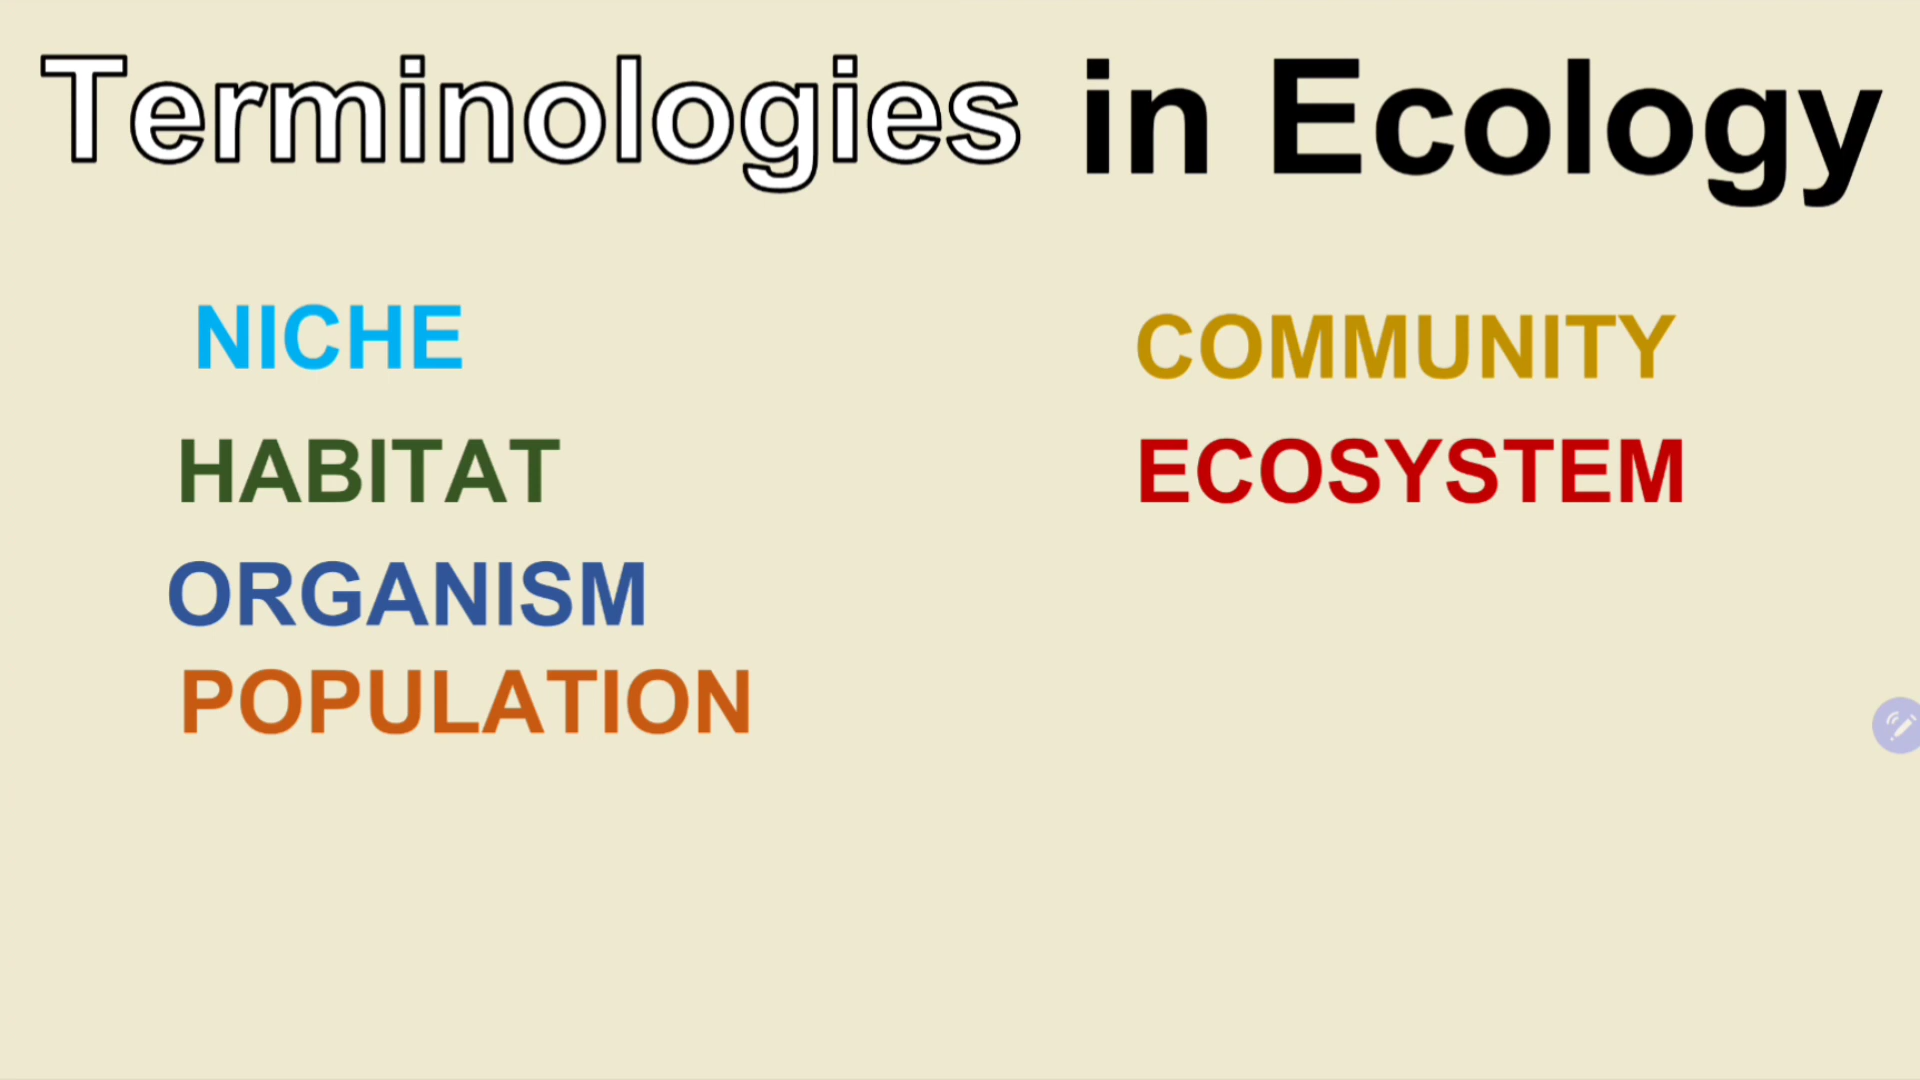 Terminologies in Ecology
NICHE
HABITAT
ORGANISM
POPULATION
COMMUNITY
ECOSYSTEM